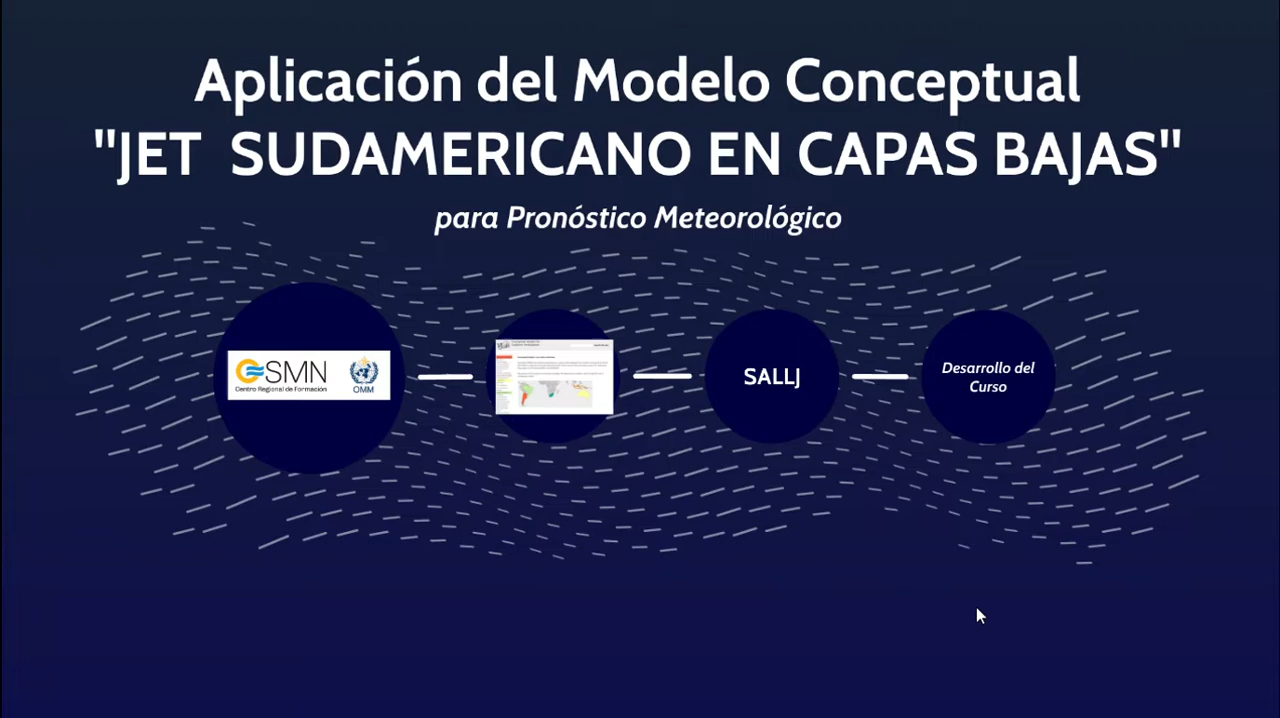 Aplicación del Modelo Conceptual
"JET SUDAMERICANO EN CAPAS BAJAS"
para Pronóstico Meteorológico
SMN
Centro Regional de Formación
OMM
SALLJ
Desarrollo del
Curso